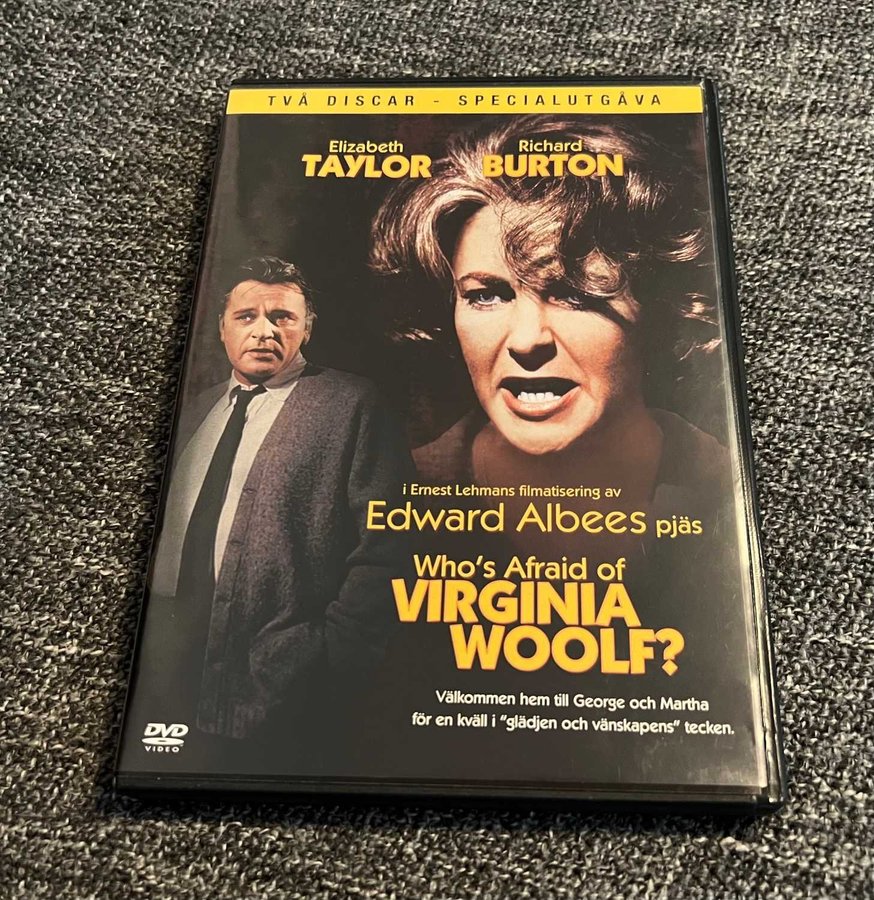 TVÅ DISCAR - SPECIALUTGÅVA
Elizabeth TAYLOR
Richard BURTON
i Ernest Lehmans filmatisering av
Edward Albees pjäs
Who's Afraid of
VIRGINIA
WOOLF?
Välkommen hem till George och Martha
för en kväll i "glädjen och vänskapens" tecken.
DVD
VIDEO